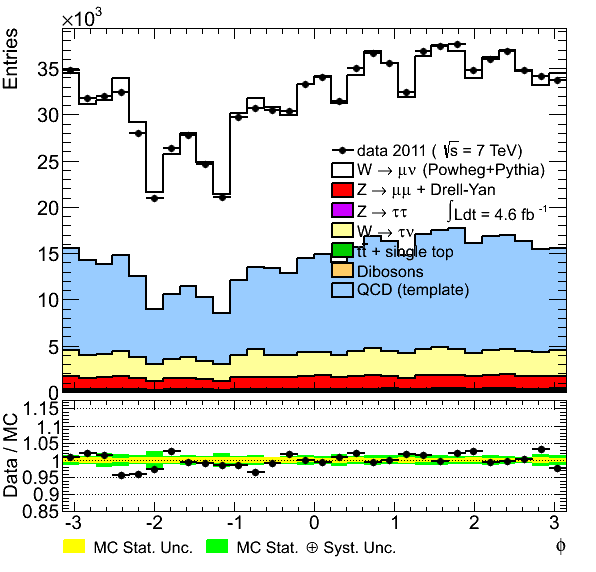 ×10³
Entries
35
30
25
20
15
10
5
0
data 2011 ( √s = 7 TeV)
W → μν (Powheg+Pythia)
Z → μμ + Drell-Yan
Z → ττ
∫Ldt = 4.6 fb⁻¹
W → τν
tt̄ + single top
Dibosons
QCD (template)
Data / MC
1.15
1.1
1.05
1
0.95
0.9
0.85
-3 -2 -1 0 1 2 3
MC Stat. Unc. MC Stat. ⊕ Syst. Unc. ϕ